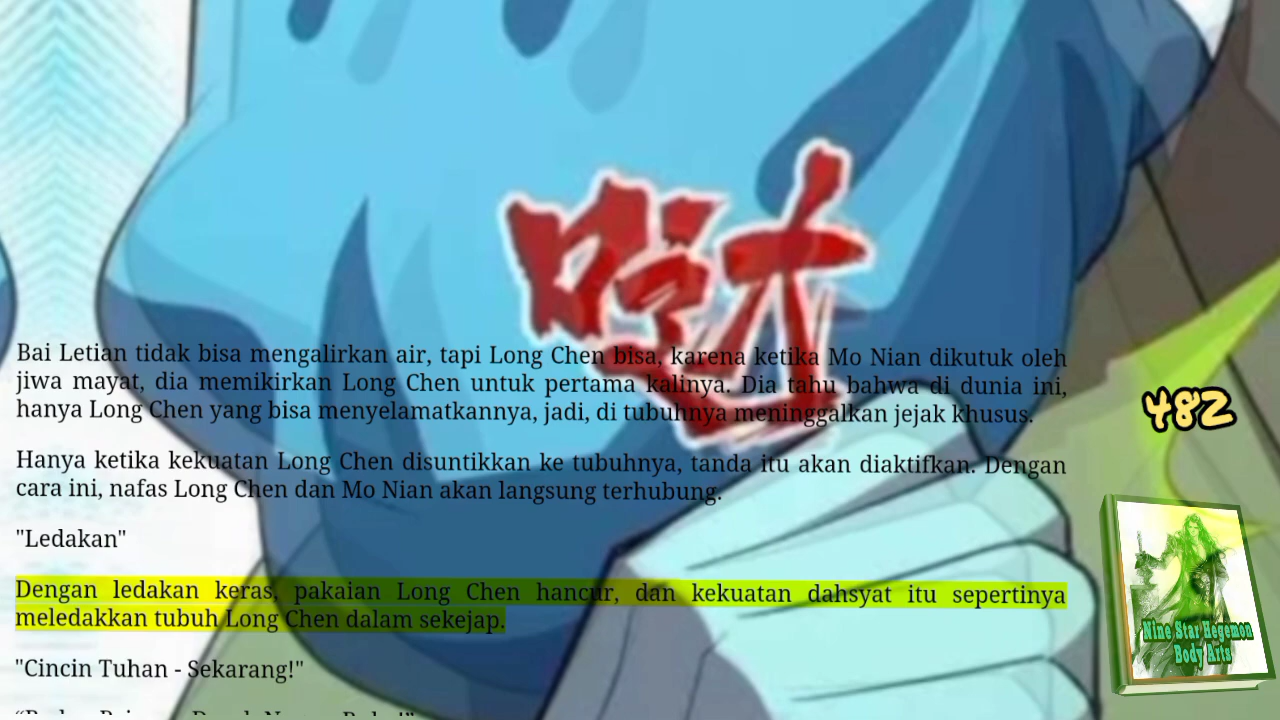 Bai Letian tidak bisa mengalirkan air, tapi Long Chen bisa, karena ketika Mo Nian dikutuk oleh
jiwa mayat, dia memikirkan Long Chen untuk pertama kalinya. Dia tahu bahwa di dunia ini,
hanya Long Chen yang bisa menyelamatkannya, jadi, di tubuhnya meninggalkan jejak khusus.
Hanya ketika kekuatan Long Chen disuntikkan ke tubuhnya, tanda itu akan diaktifkan. Dengan
cara ini, nafas Long Chen dan Mo Nian akan langsung terhubung.
"Ledakan"
Dengan ledakan keras, pakaian Long Chen hancur, dan kekuatan dahsyat itu sepertinya
meledakkan tubuh Long Chen dalam sekejap.
"Cincin Tuhan - Sekarang!"
482
Nine Star Hegemon
Body Arts